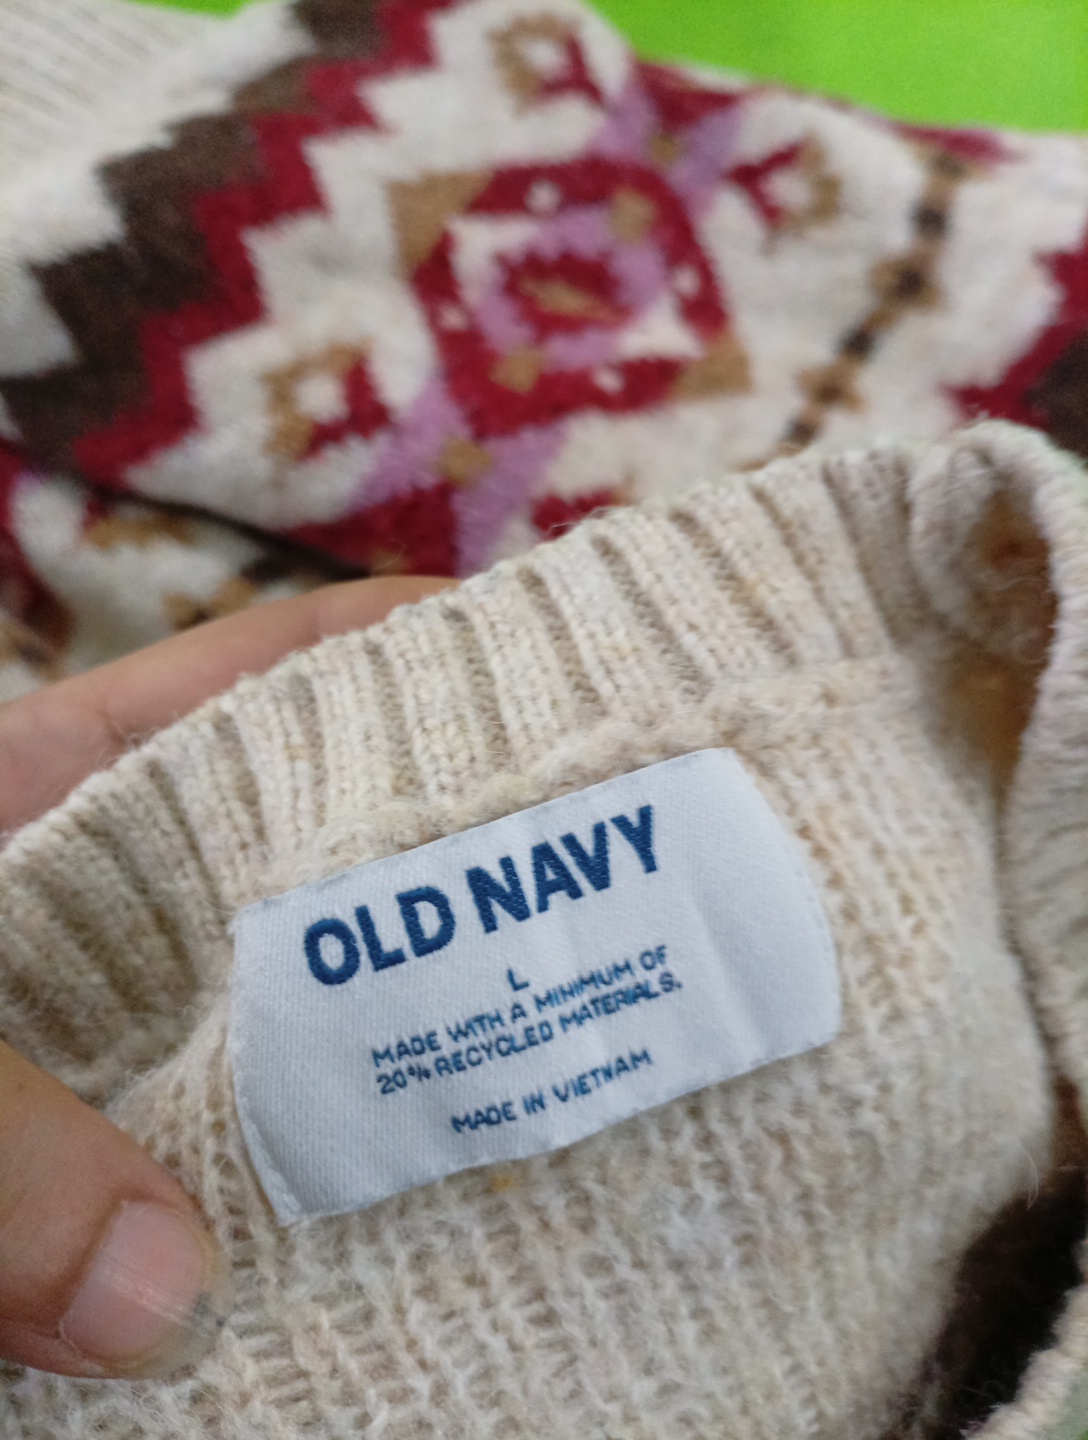 OLD NAVY
L
MADE WITH A MINIMUM OF
20% RECYCLED MATERIALS.
MADE IN VIETNAM